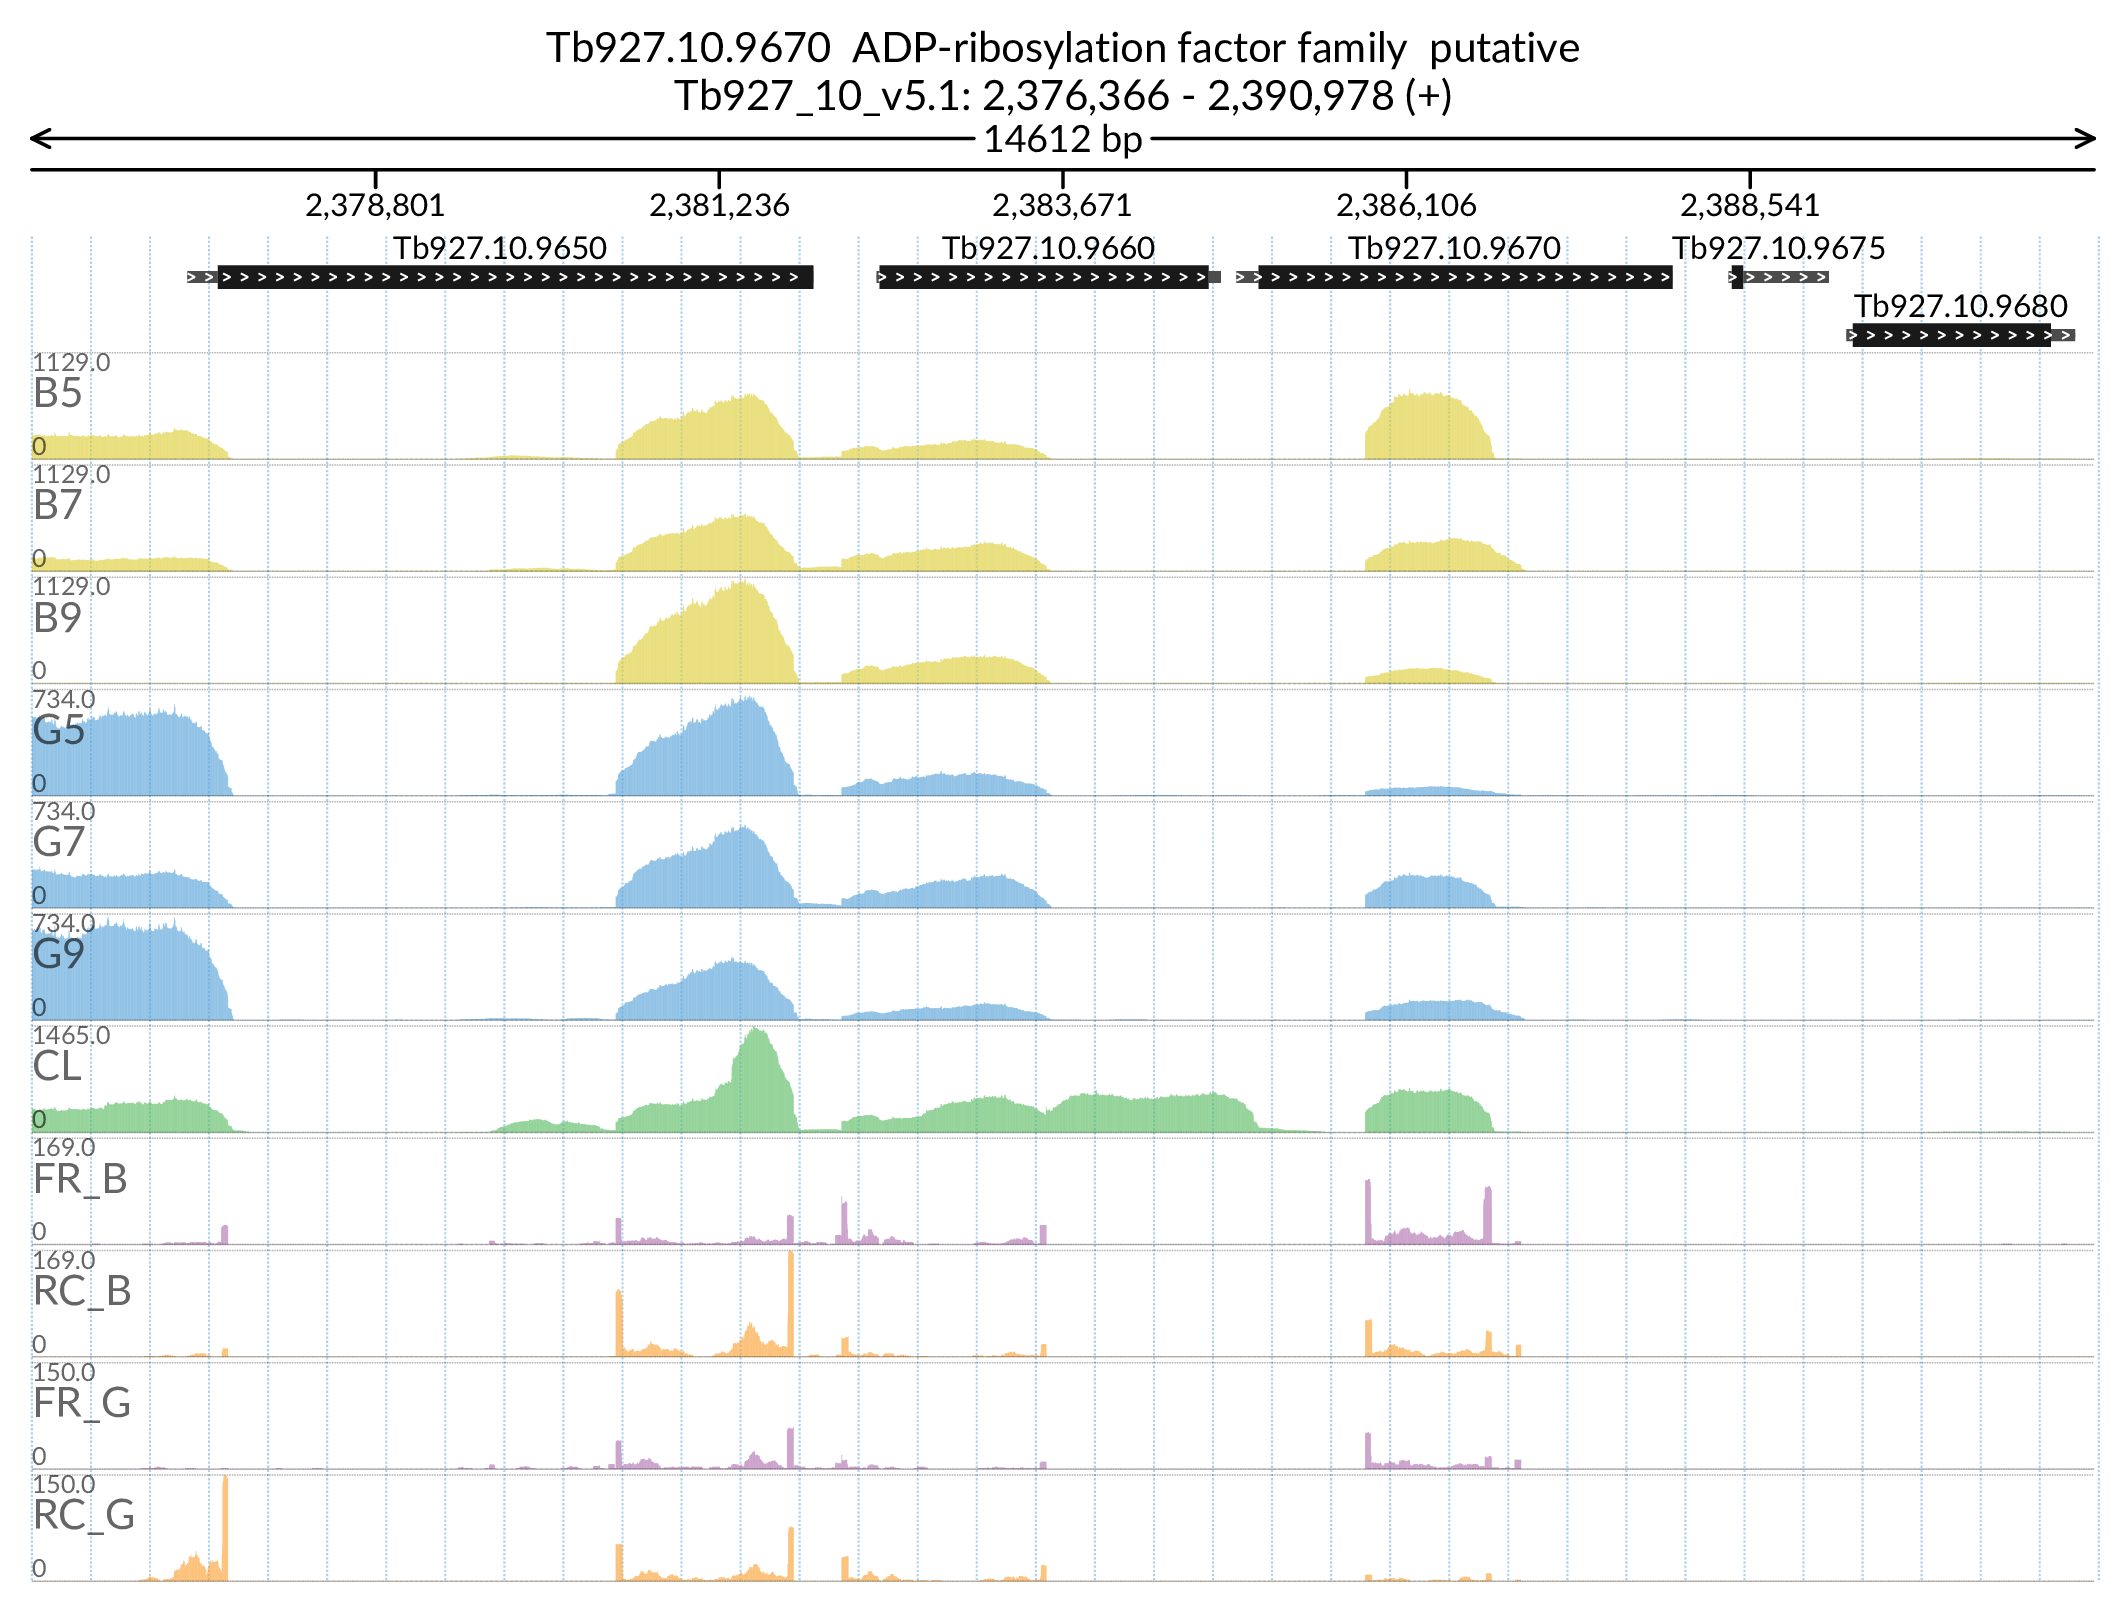 Tb927.10.9670  ADP-ribosylation factor family  putative
Tb927_10_v5.1: 2,376,366 - 2,390,978 (+)
14612 bp
2,378,801 2,381,236 2,383,671 2,386,106 2,388,541
Tb927.10.9650 Tb927.10.9660 Tb927.10.9670 Tb927.10.9675
Tb927.10.9680
1129.0
B5
0
1129.0
B7
0
1129.0
B9
0
734.0
G5
0
734.0
G7
0
734.0
G9
0
1465.0
CL
0
169.0
FR_B
0
169.0
RC_B
0
150.0
FR_G
0
150.0
RC_G
0